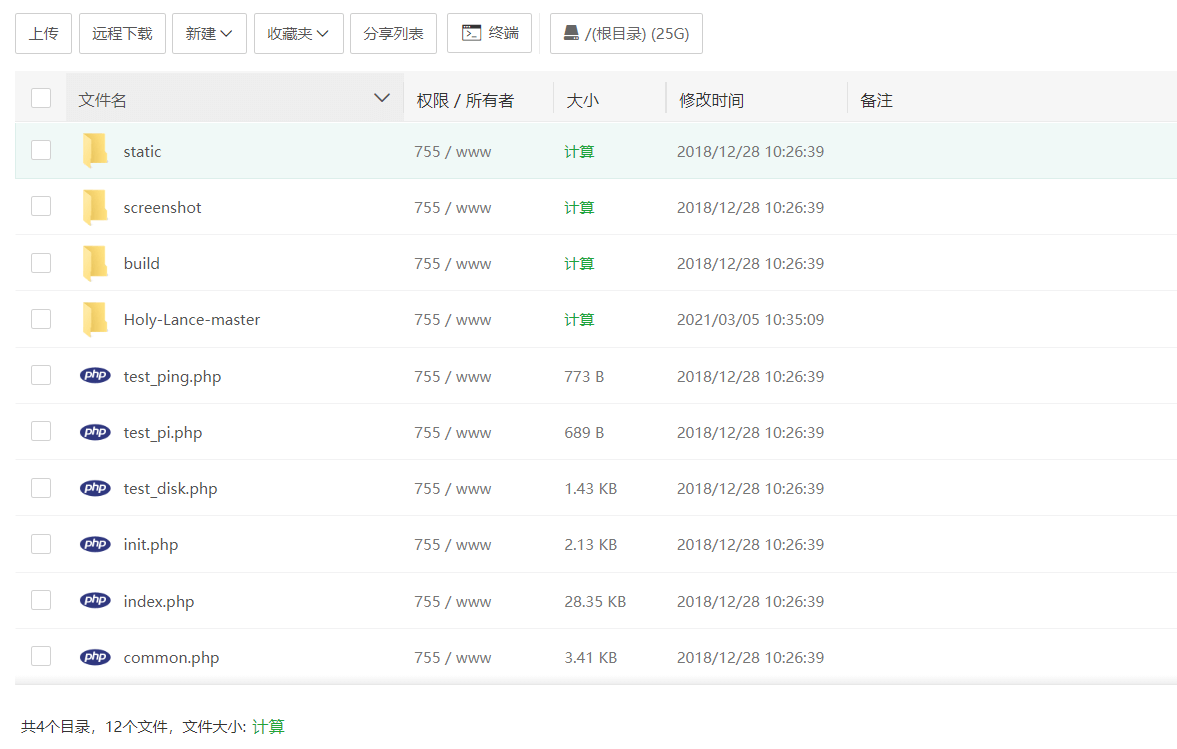 上传 远程下载 新建 收藏夹 分享列表 终端 /(根目录) (25G)
文件名 权限 / 所有者 大小 修改时间 备注
static 755 / www 计算 2018/12/28 10:26:39
screenshot 755 / www 计算 2018/12/28 10:26:39
build 755 / www 计算 2018/12/28 10:26:39
Holy-Lance-master 755 / www 计算 2021/03/05 10:35:09
php test_ping.php 755 / www 773 B 2018/12/28 10:26:39
php test_pi.php 755 / www 689 B 2018/12/28 10:26:39
php test_disk.php 755 / www 1.43 KB 2018/12/28 10:26:39
php init.php 755 / www 2.13 KB 2018/12/28 10:26:39
php index.php 755 / www 28.35 KB 2018/12/28 10:26:39
php common.php 755 / www 3.41 KB 2018/12/28 10:26:39
共4个目录，12个文件，文件大小: 计算